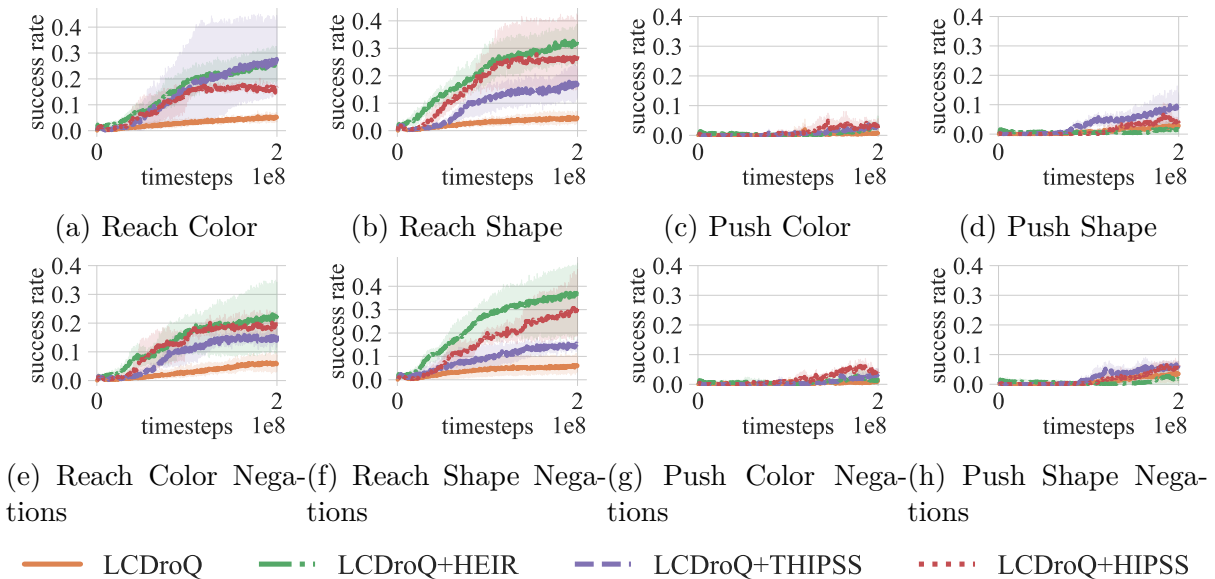 success rate
0.4
0.3
0.2
0.1
0.0
0
2
timesteps 1e8
success rate
0.4
0.3
0.2
0.1
0.0
0
2
timesteps 1e8
success rate
0.4
0.3
0.2
0.1
0.0
0
2
timesteps 1e8
success rate
0.4
0.3
0.2
0.1
0.0
0
2
timesteps 1e8
(a) Reach Color
(b) Reach Shape
(c) Push Color
(d) Push Shape
success rate
0.4
0.3
0.2
0.1
0.0
0
2
timesteps 1e8
success rate
0.4
0.3
0.2
0.1
0.0
0
2
timesteps 1e8
success rate
0.4
0.3
0.2
0.1
0.0
0
2
timesteps 1e8
success rate
0.4
0.3
0.2
0.1
0.0
0
2
timesteps 1e8
(e) Reach Color Nega-
tions
(f) Reach Shape Nega-
tions
(g) Push Color Nega-
tions
(h) Push Shape Nega-
tions
LCDroQ
LCDroQ+HEIR
LCDroQ+THIPSS
LCDroQ+HIPSS